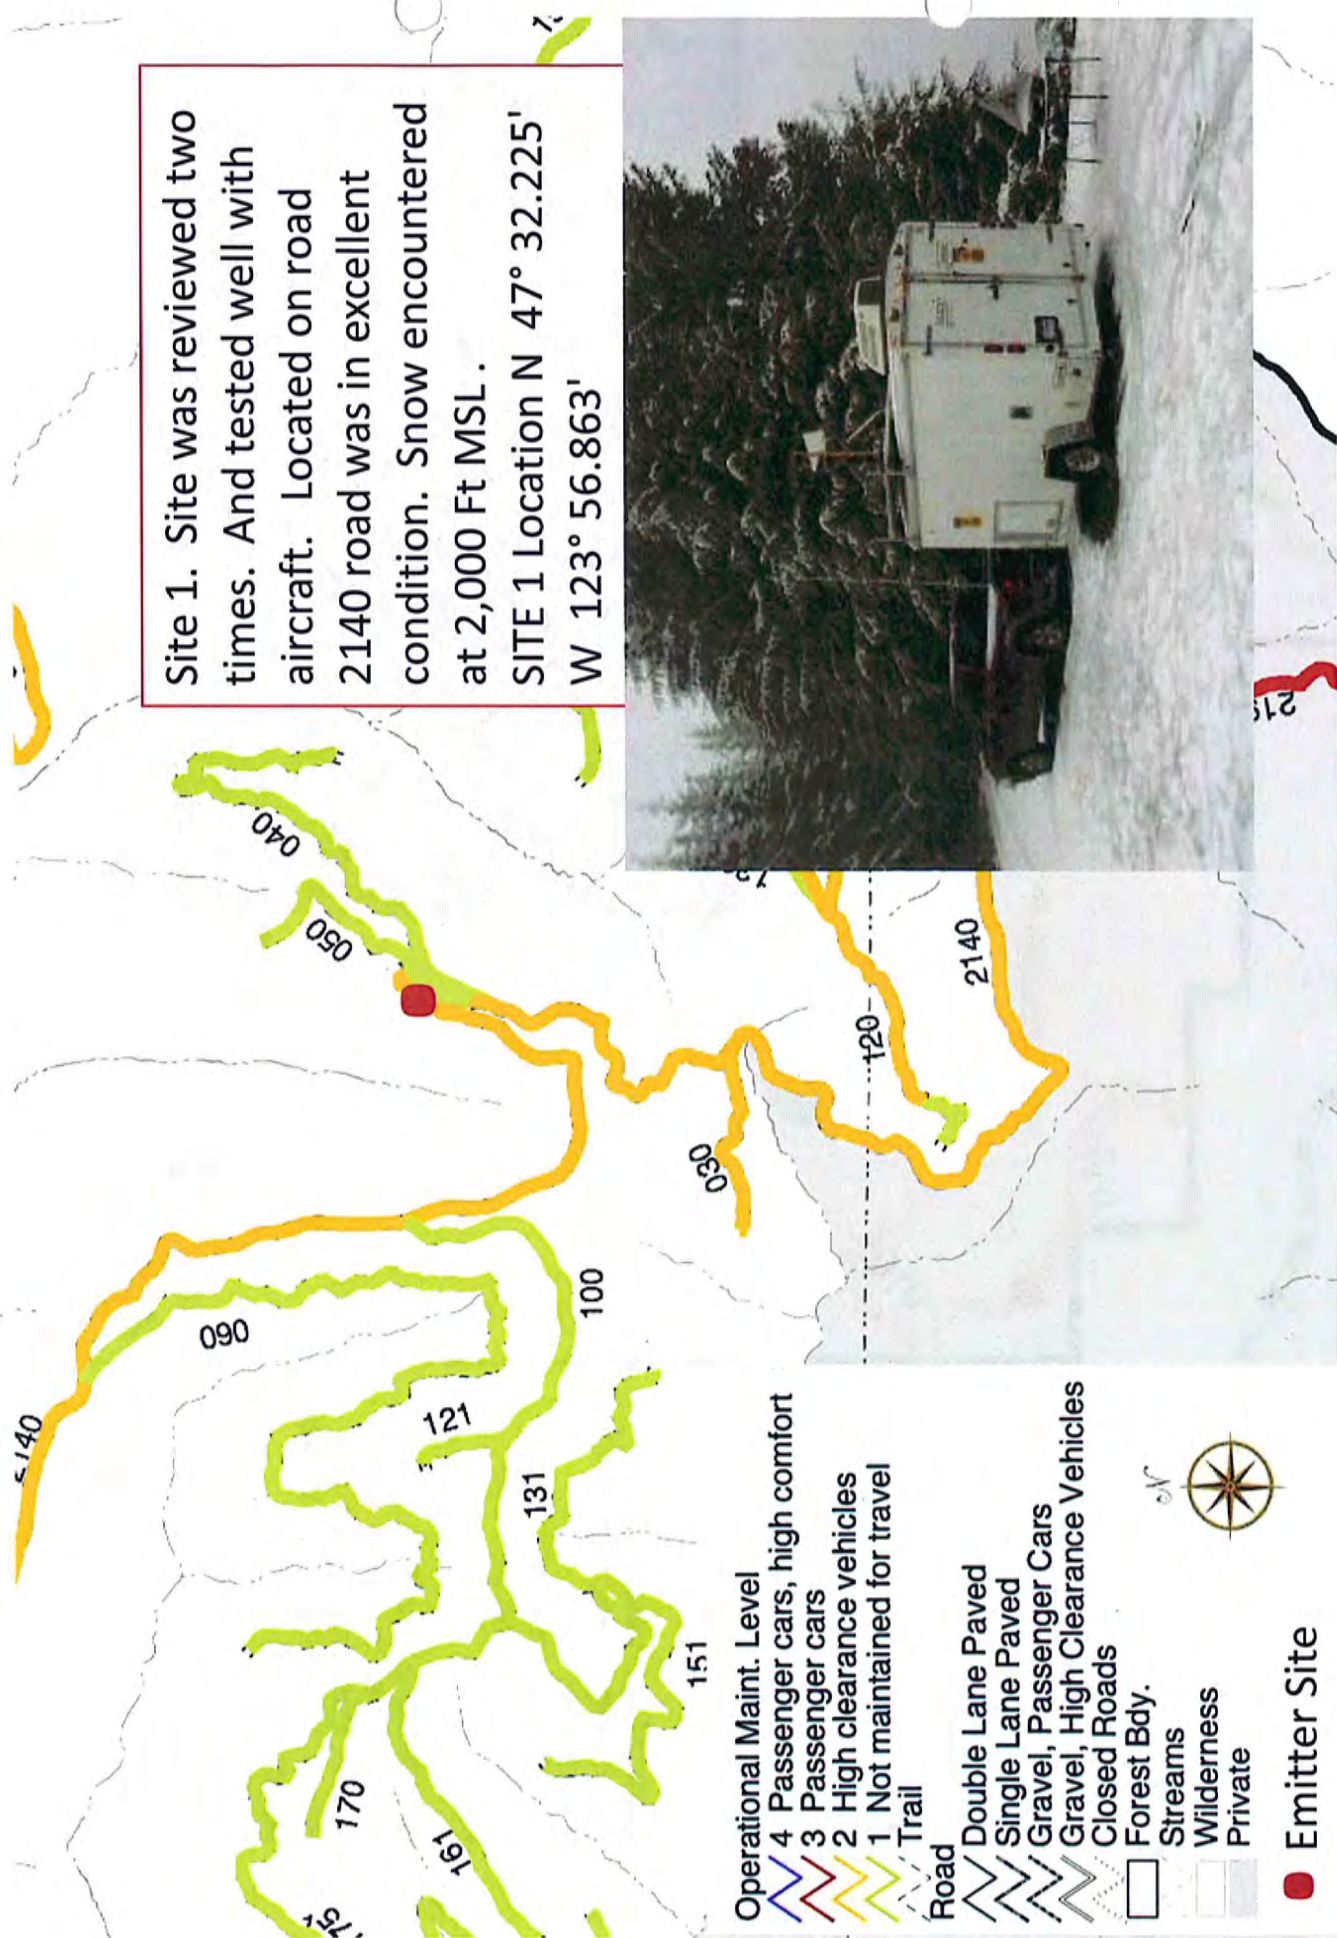 Site 1. Site was reviewed two
times. And tested well with
aircraft. Located on road
2140 road was in excellent
condition. Snow encountered
at 2,000 Ft MSL.
SITE 1 Location N 47° 32.225'
W 123° 56.863'
040
050
2140
120
030
100
090
121
131
151
170
161
Operational Maint. Level
4 Passenger cars, high comfort
3 Passenger cars
2 High clearance vehicles
1 Not maintained for travel
Trail
Road
Double Lane Paved
Single Lane Paved
Gravel, Passenger Cars
Gravel, High Clearance Vehicles
Closed Roads
Forest Bdy.
Streams
Wilderness
Private
N
Emitter Site